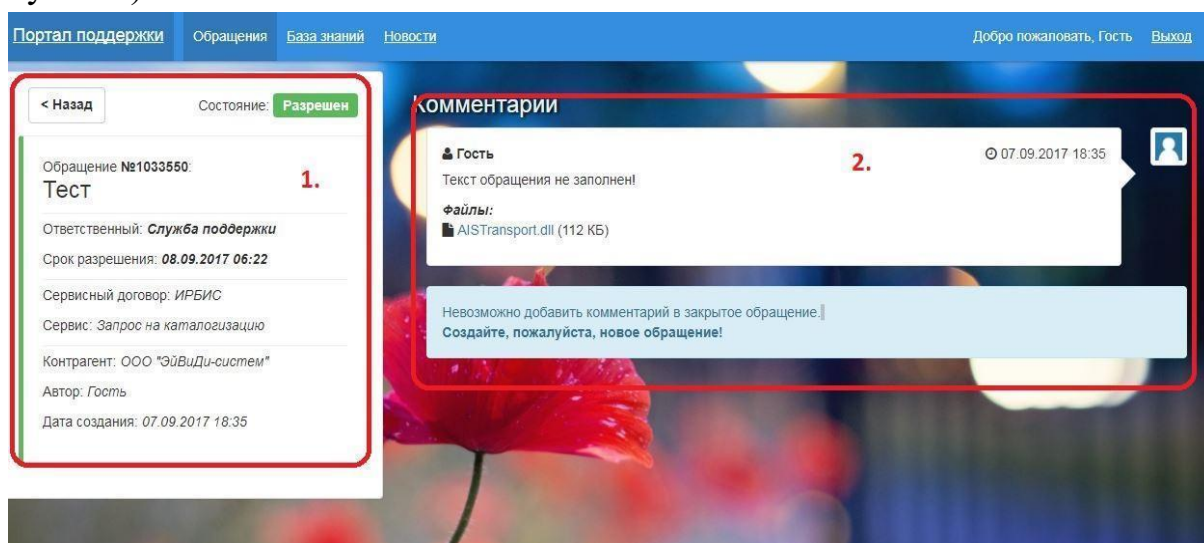 Портал поддержки Обращения База знаний Новости Добро пожаловать, Гость Выход
< Назад Состояние: Разрешен
Обращение №1033550:
Тест
1.
Ответственный: Служба поддержки
Срок разрешения: 08.09.2017 06:22
Сервисный договор: ИРБИС
Сервис: Запрос на каталогизацию
Контрагент: ООО "ЭйВиДи-систем"
Автор: Гость
Дата создания: 07.09.2017 18:35
Комментарии
Гость 07.09.2017 18:35
2.
Текст обращения не заполнен!
Файлы:
AISTransport.dll (112 КБ)
Невозможно добавить комментарий в закрытое обращение.
Создайте, пожалуйста, новое обращение!